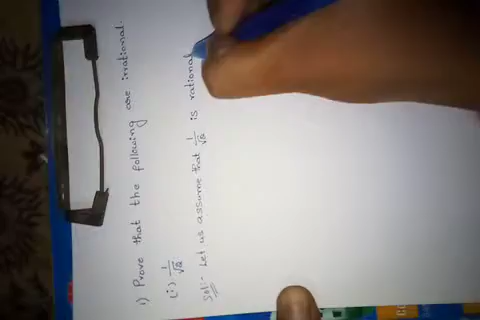 1) Prove that the following are irrational.
(i) 1/√2
Sol:- Let us assume that 1/√2 is rational